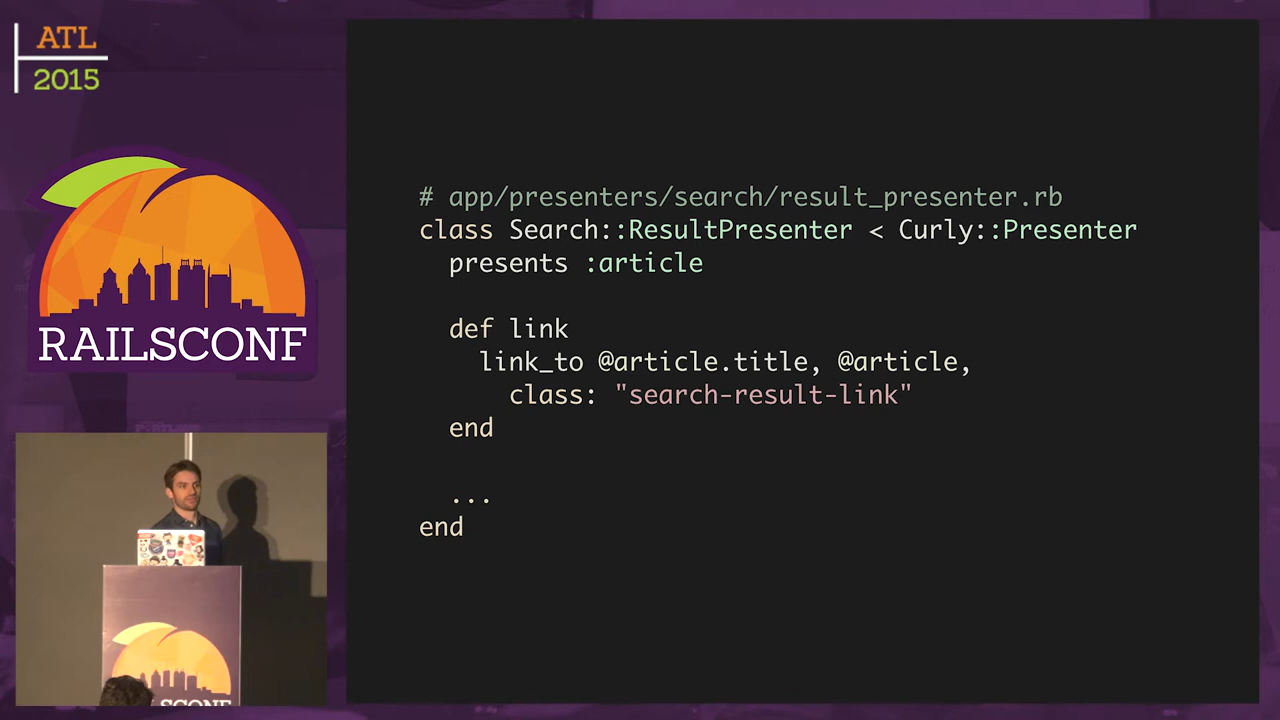 ATL
2015
RAILSCONF
# app/presenters/search/result_presenter.rb
class Search::ResultPresenter < Curly::Presenter
  presents :article
  def link
    link_to @article.title, @article,
      class: "search-result-link"
  end
  ...
end